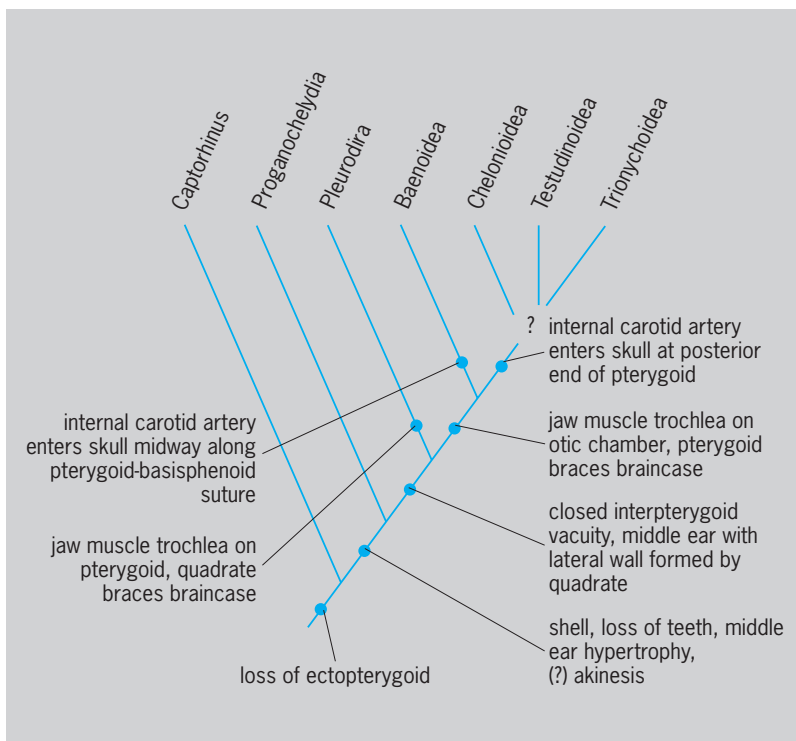 Captorhinus
Proganochelydia
Pleurodira
Baenoidea
Chelonioidea
Testudinoidea
Trionychoidea
?
internal carotid artery
enters skull at posterior
end of pterygoid
internal carotid artery
enters skull midway along
pterygoid-basisphenoid
suture
jaw muscle trochlea on
otic chamber, pterygoid
braces braincase
jaw muscle trochlea on
pterygoid, quadrate
braces braincase
closed interpterygoid
vacuity, middle ear with
lateral wall formed by
quadrate
loss of ectopterygoid
shell, loss of teeth, middle
ear hypertrophy,
(?) akinesis